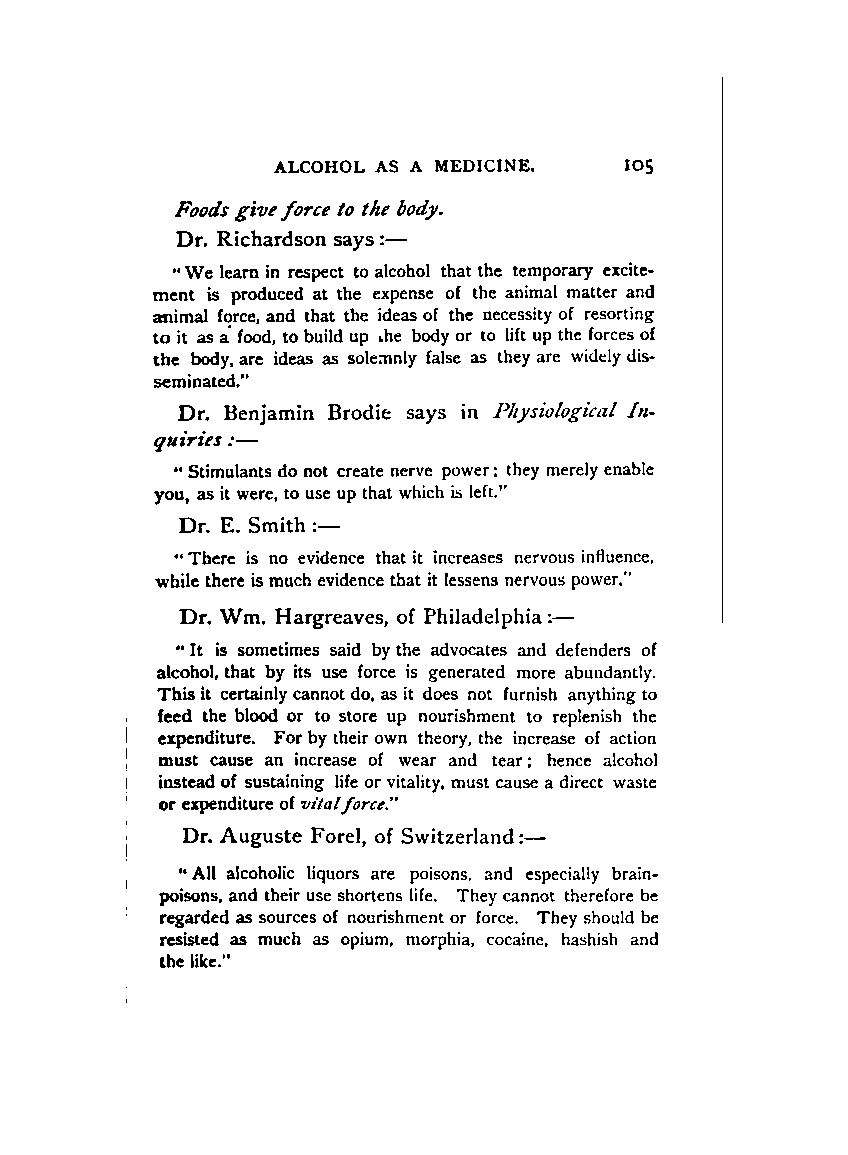 ALCOHOL AS A MEDICINE. 105
Foods give force to the body.
Dr. Richardson says :—
“We learn in respect to alcohol that the temporary excite-
ment is produced at the expense of the animal matter and
animal force, and that the ideas of the necessity of resorting
to it as a food, to build up the body or to lift up the forces of
the body, are ideas as solemnly false as they are widely dis-
seminated.”
Dr. Benjamin Brodie says in Physiological In-
quiries :—
“Stimulants do not create nerve power; they merely enable
you, as it were, to use up that which is left.”
Dr. E. Smith :—
“There is no evidence that it increases nervous influence,
while there is much evidence that it lessens nervous power.”
Dr. Wm. Hargreaves, of Philadelphia :—
“It is sometimes said by the advocates and defenders of
alcohol, that by its use force is generated more abundantly.
This it certainly cannot do, as it does not furnish anything to
feed the blood or to store up nourishment to replenish the
expenditure. For by their own theory, the increase of action
must cause an increase of wear and tear; hence alcohol
instead of sustaining life or vitality, must cause a direct waste
or expenditure of vital force.”
Dr. Auguste Forel, of Switzerland :—
“All alcoholic liquors are poisons, and especially brain-
poisons, and their use shortens life. They cannot therefore be
regarded as sources of nourishment or force. They should be
resisted as much as opium, morphia, cocaine, hashish and
the like.”